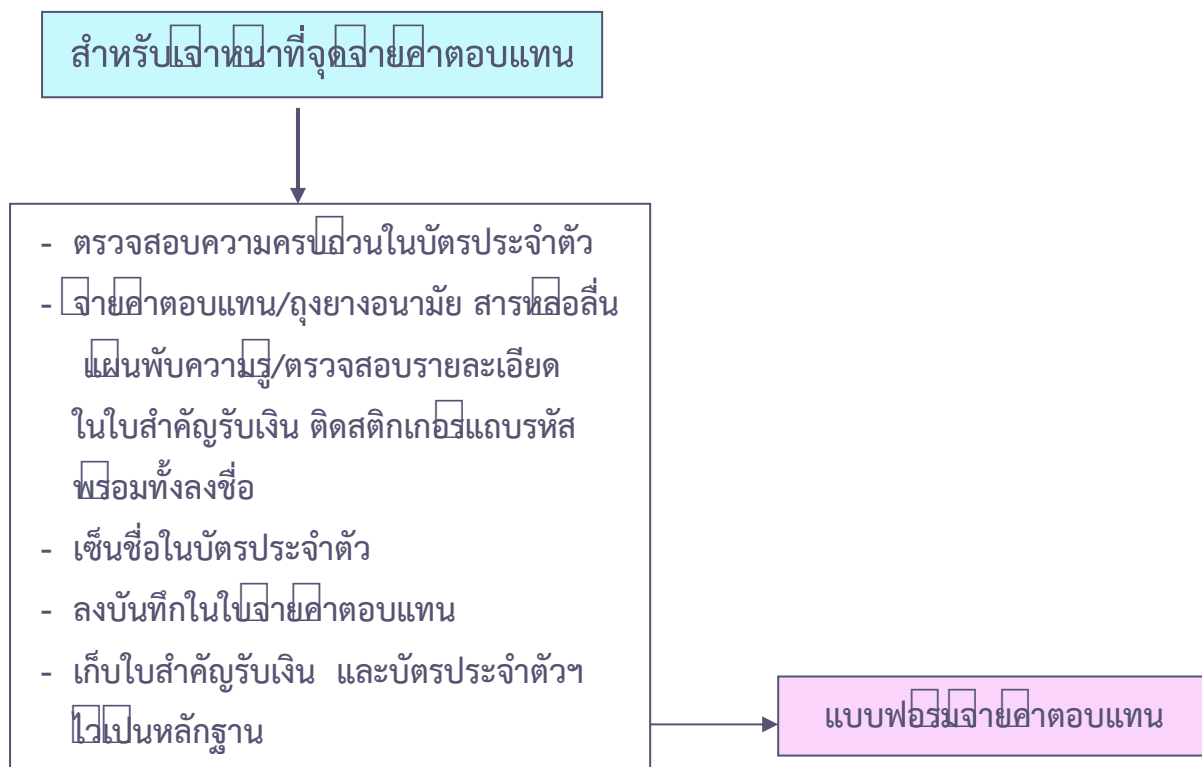 สำหรับเจาหนาที่จุดจายคาตอบแทน
- ตรวจสอบความครบถวนในบัตรประจำตัว
- จายคาตอบแทน/ถุงยางอนามัย สารหลอลื่น
แผนพับความรู/ตรวจสอบรายละเอียด
ในใบสำคัญรับเงิน ติดสติกเกอรแถบรหัส
พรอมทั้งลงชื่อ
- เซ็นชื่อในบัตรประจำตัว
- ลงบันทึกในใบจายคาตอบแทน
- เก็บใบสำคัญรับเงิน และบัตรประจำตัวฯ
ไวเปนหลักฐาน
แบบฟอรมจายคาตอบแทน